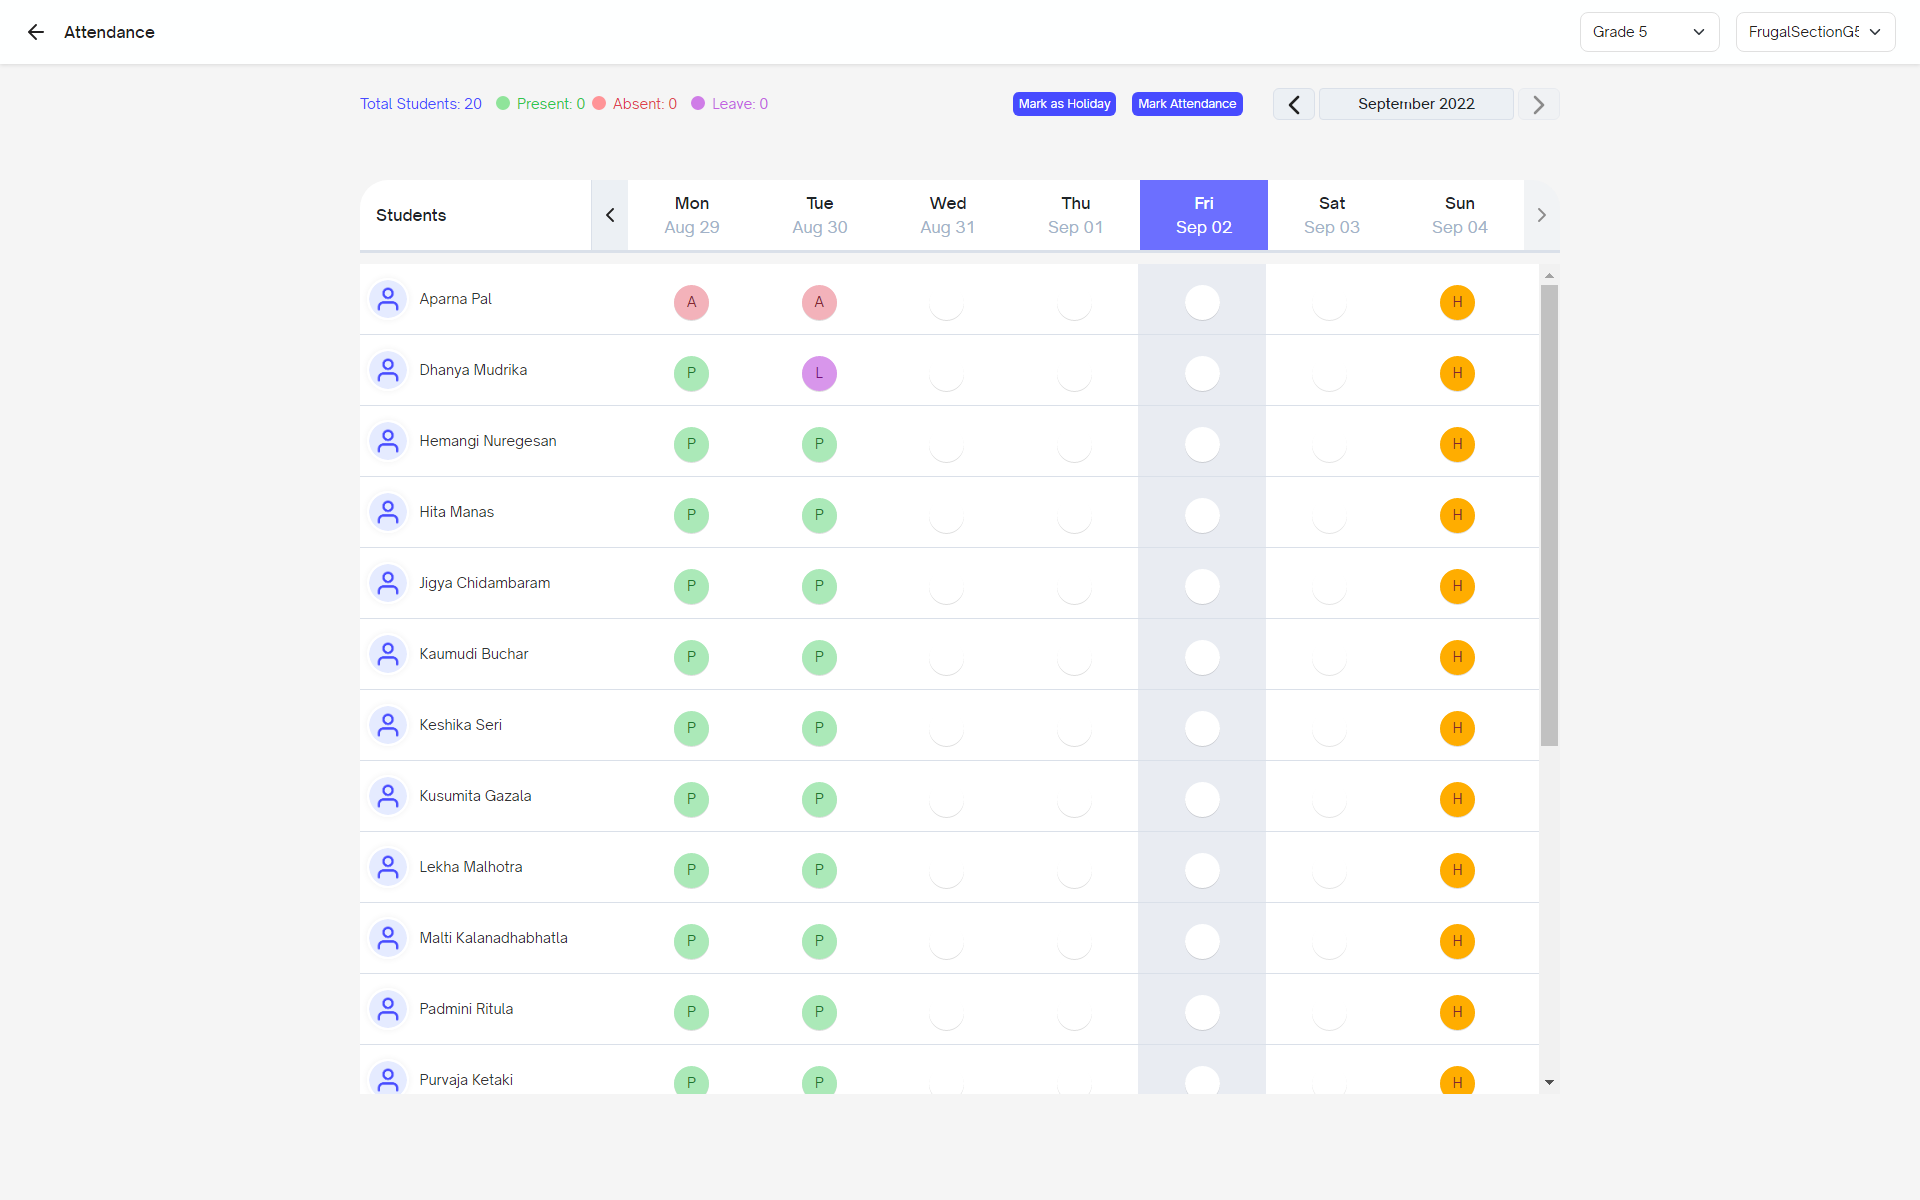 Attendance
Grade 5
FrugalSectionG5
Total Students: 20 Present: 0 Absent: 0 Leave: 0
Mark as Holiday
Mark Attendance
September 2022
Students
Mon Tue Wed Thu Fri Sat Sun
Aug 29 Aug 30 Aug 31 Sep 01 Sep 02 Sep 03 Sep 04
Aparna Pal A A H
Dhanya Mudrika P L H
Hemangi Nuregesan P P H
Hita Manas P P H
Jigya Chidambaram P P H
Kaumudi Buchar P P H
Keshika Seri P P H
Kusumita Gazala P P H
Lekha Malhotra P P H
Malti Kalanadhabhatla P P H
Padmini Ritula P P H
Purvaja Ketaki P P H